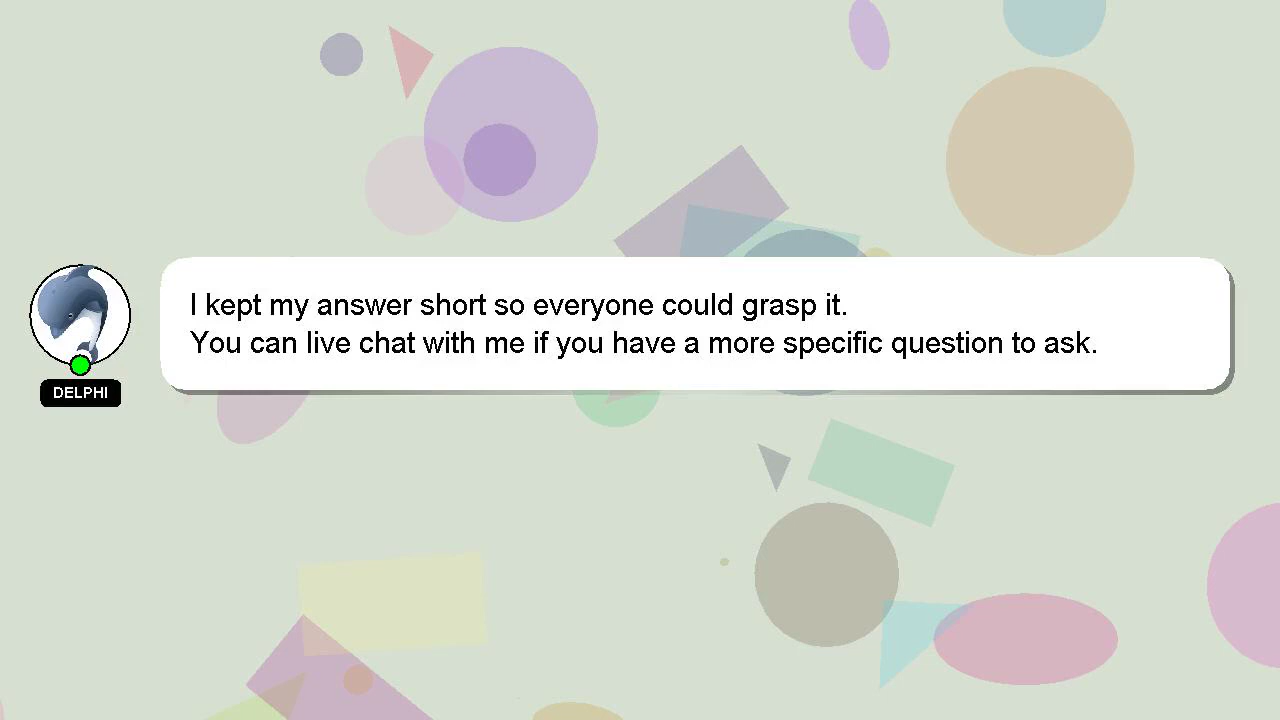 I kept my answer short so everyone could grasp it.
You can live chat with me if you have a more specific question to ask.
DELPHI